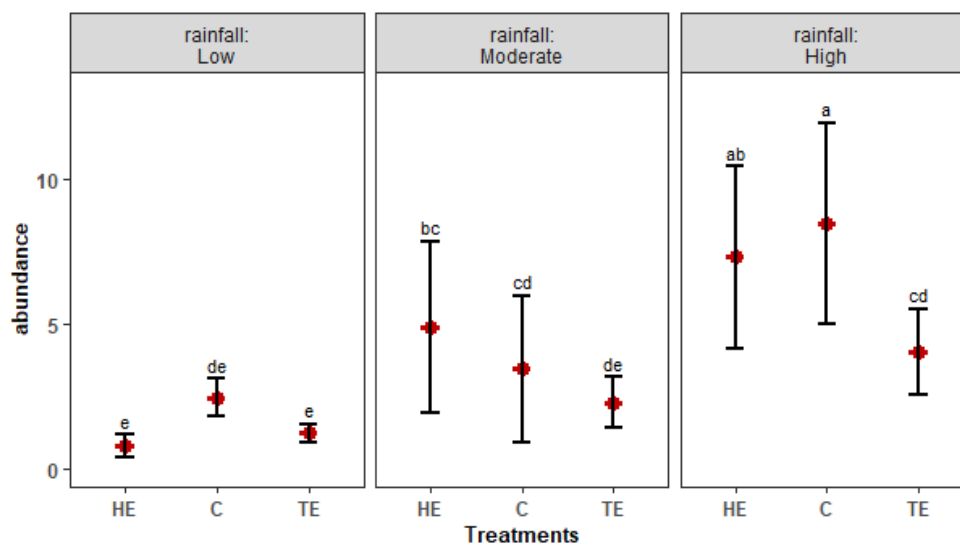 rainfall:
Low
rainfall:
Moderate
rainfall:
High
abundance
10
5
0
e
de
e
bc
cd
de
ab
a
cd
HE C TE
HE C TE
HE C TE
Treatments